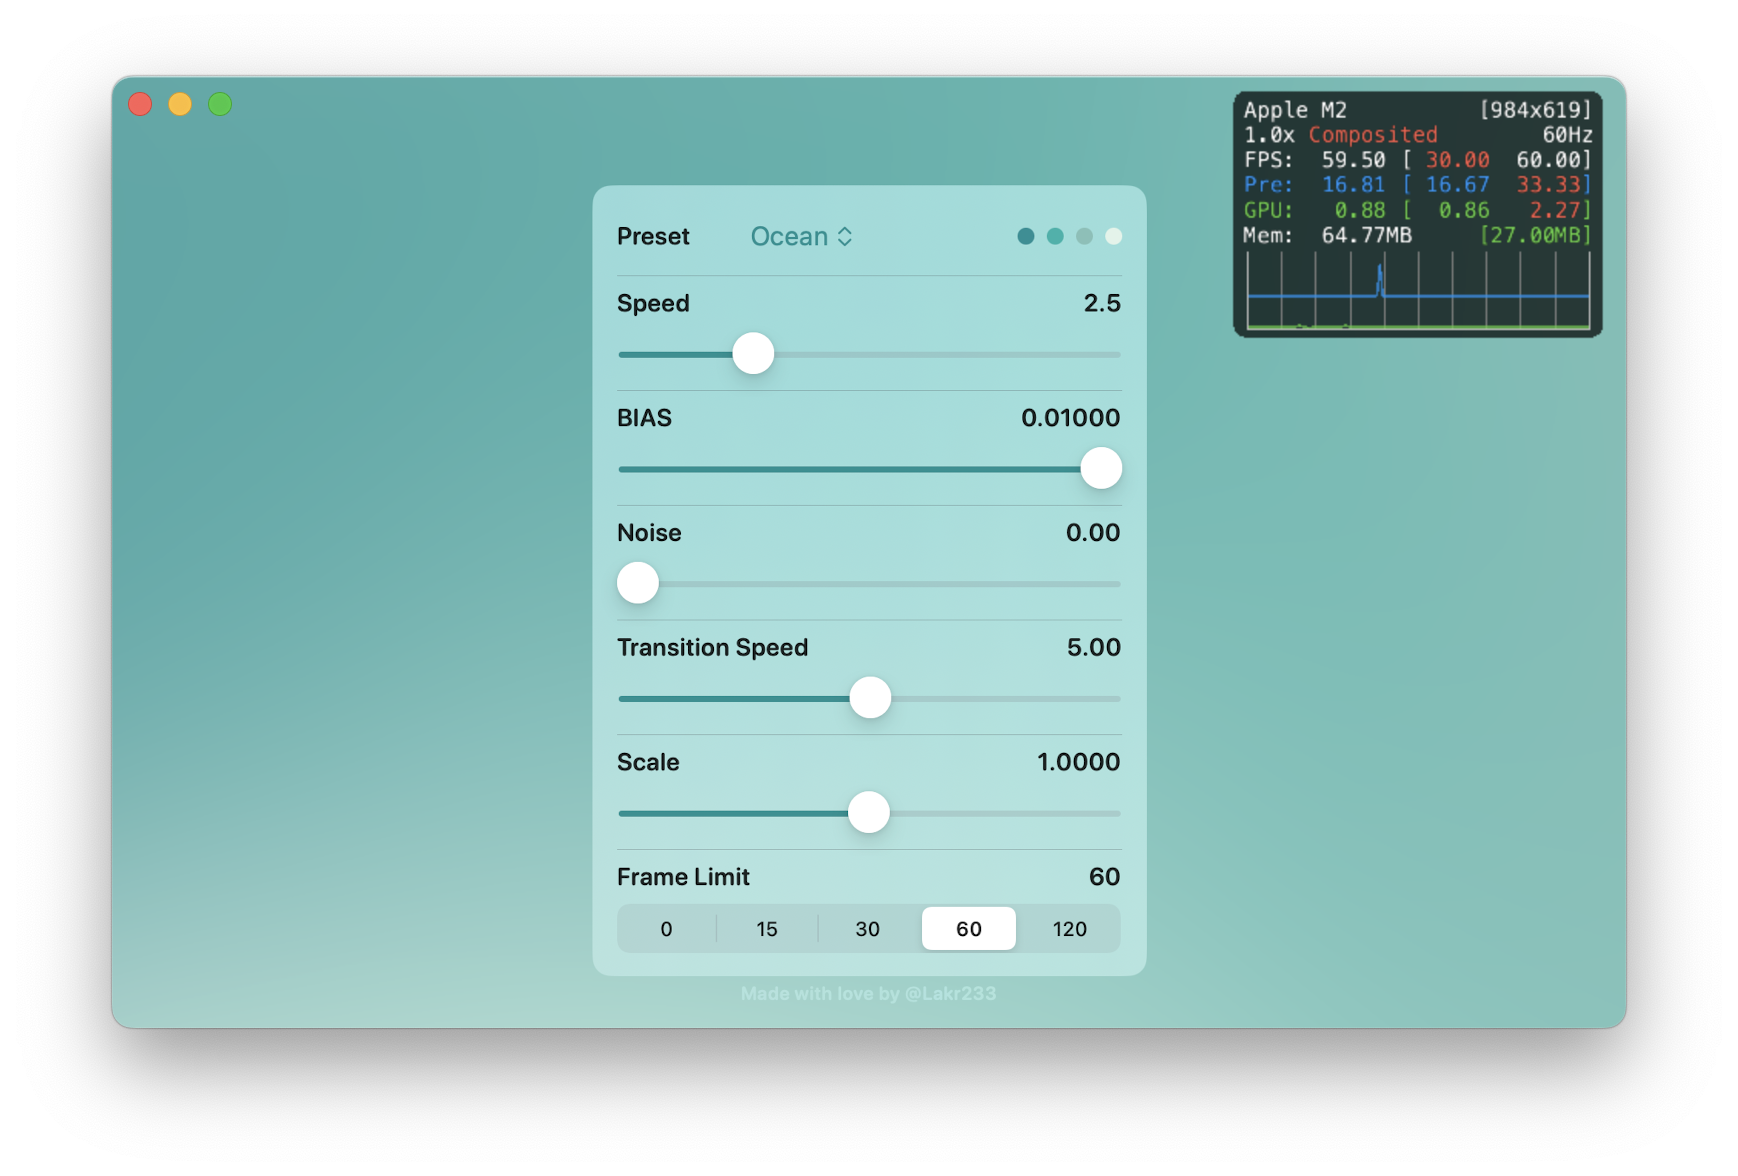 Apple M2 [984x619]
1.0x Composited 60Hz
FPS: 59.50 [ 30.00 60.00]
Pre: 16.81 [ 16.67 33.33]
GPU: 0.88 [ 0.86 2.27]
Mem: 64.77MB [27.00MB]
Preset Ocean
Speed 2.5
BIAS 0.01000
Noise 0.00
Transition Speed 5.00
Scale 1.0000
Frame Limit 60
0 15 30 60 120
Made with love by @Lakr233